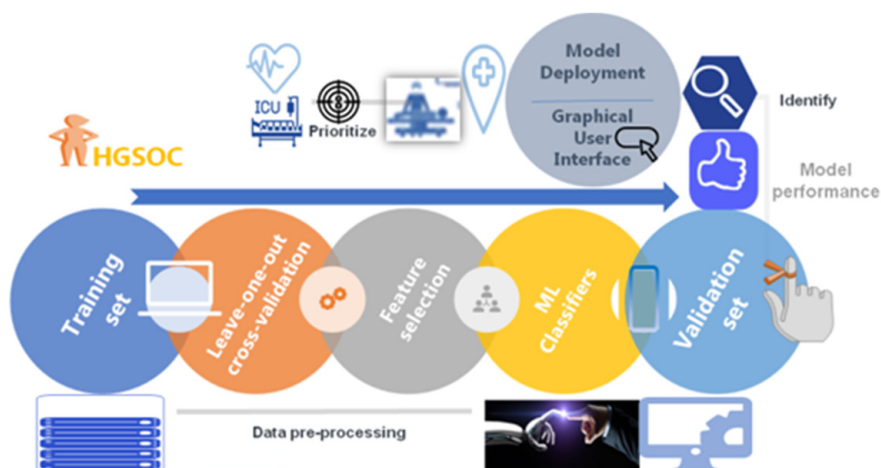 Model
Deployment
Graphical
User
Interface
ICU
Prioritize
Identify
HGSOC
Model
performance
Training
set
Leave-one-out
cross-validation
Feature
selection
ML
Classifiers
Validation
set
Data pre-processing